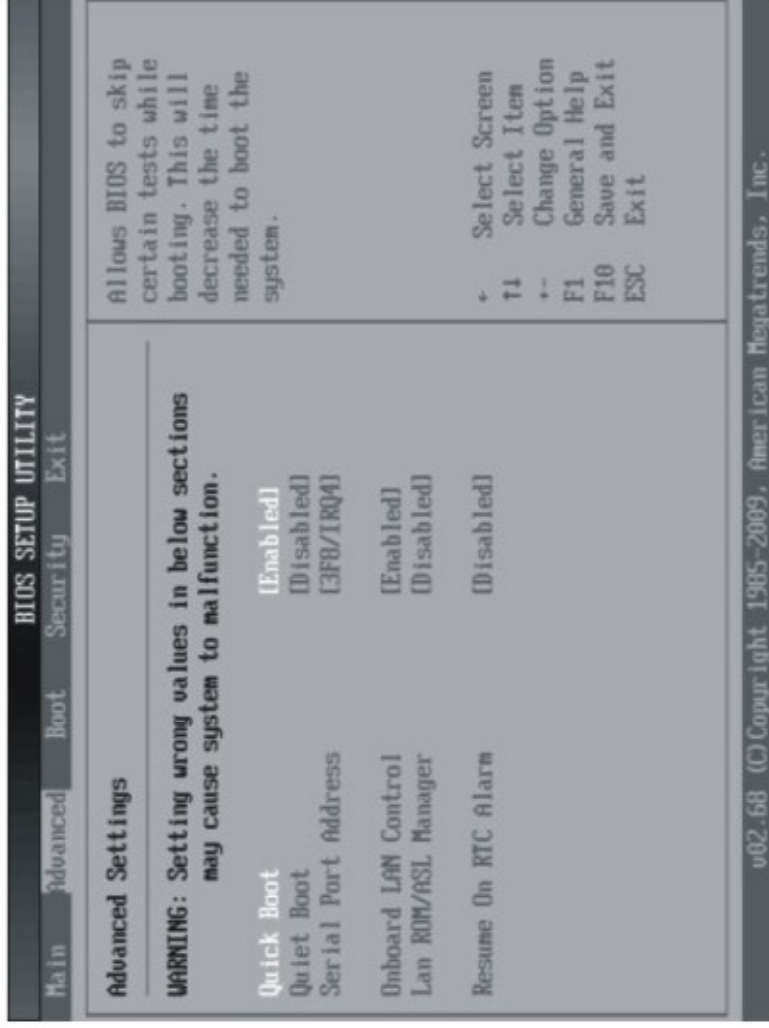 BIOS SETUP UTILITY
Main Advanced Boot Security Exit
Advanced Settings
WARNING: Setting wrong values in below sections
may cause system to malfunction.
Quick Boot [Enabled]
Quiet Boot [Disabled]
Serial Port Address [3F8/IRQ4]
Onboard LAN Control [Enabled]
Lan ROM/ASL Manager [Disabled]
Resume On RTC Alarm [Disabled]
Allows BIOS to skip
certain tests while
booting. This will
decrease the time
needed to boot the
system.
← Select Screen
↑↓ Select Item
+- Change Option
F1 General Help
F10 Save and Exit
ESC Exit
v02.68 (C)Copyright 1985-2009, American Megatrends, Inc.